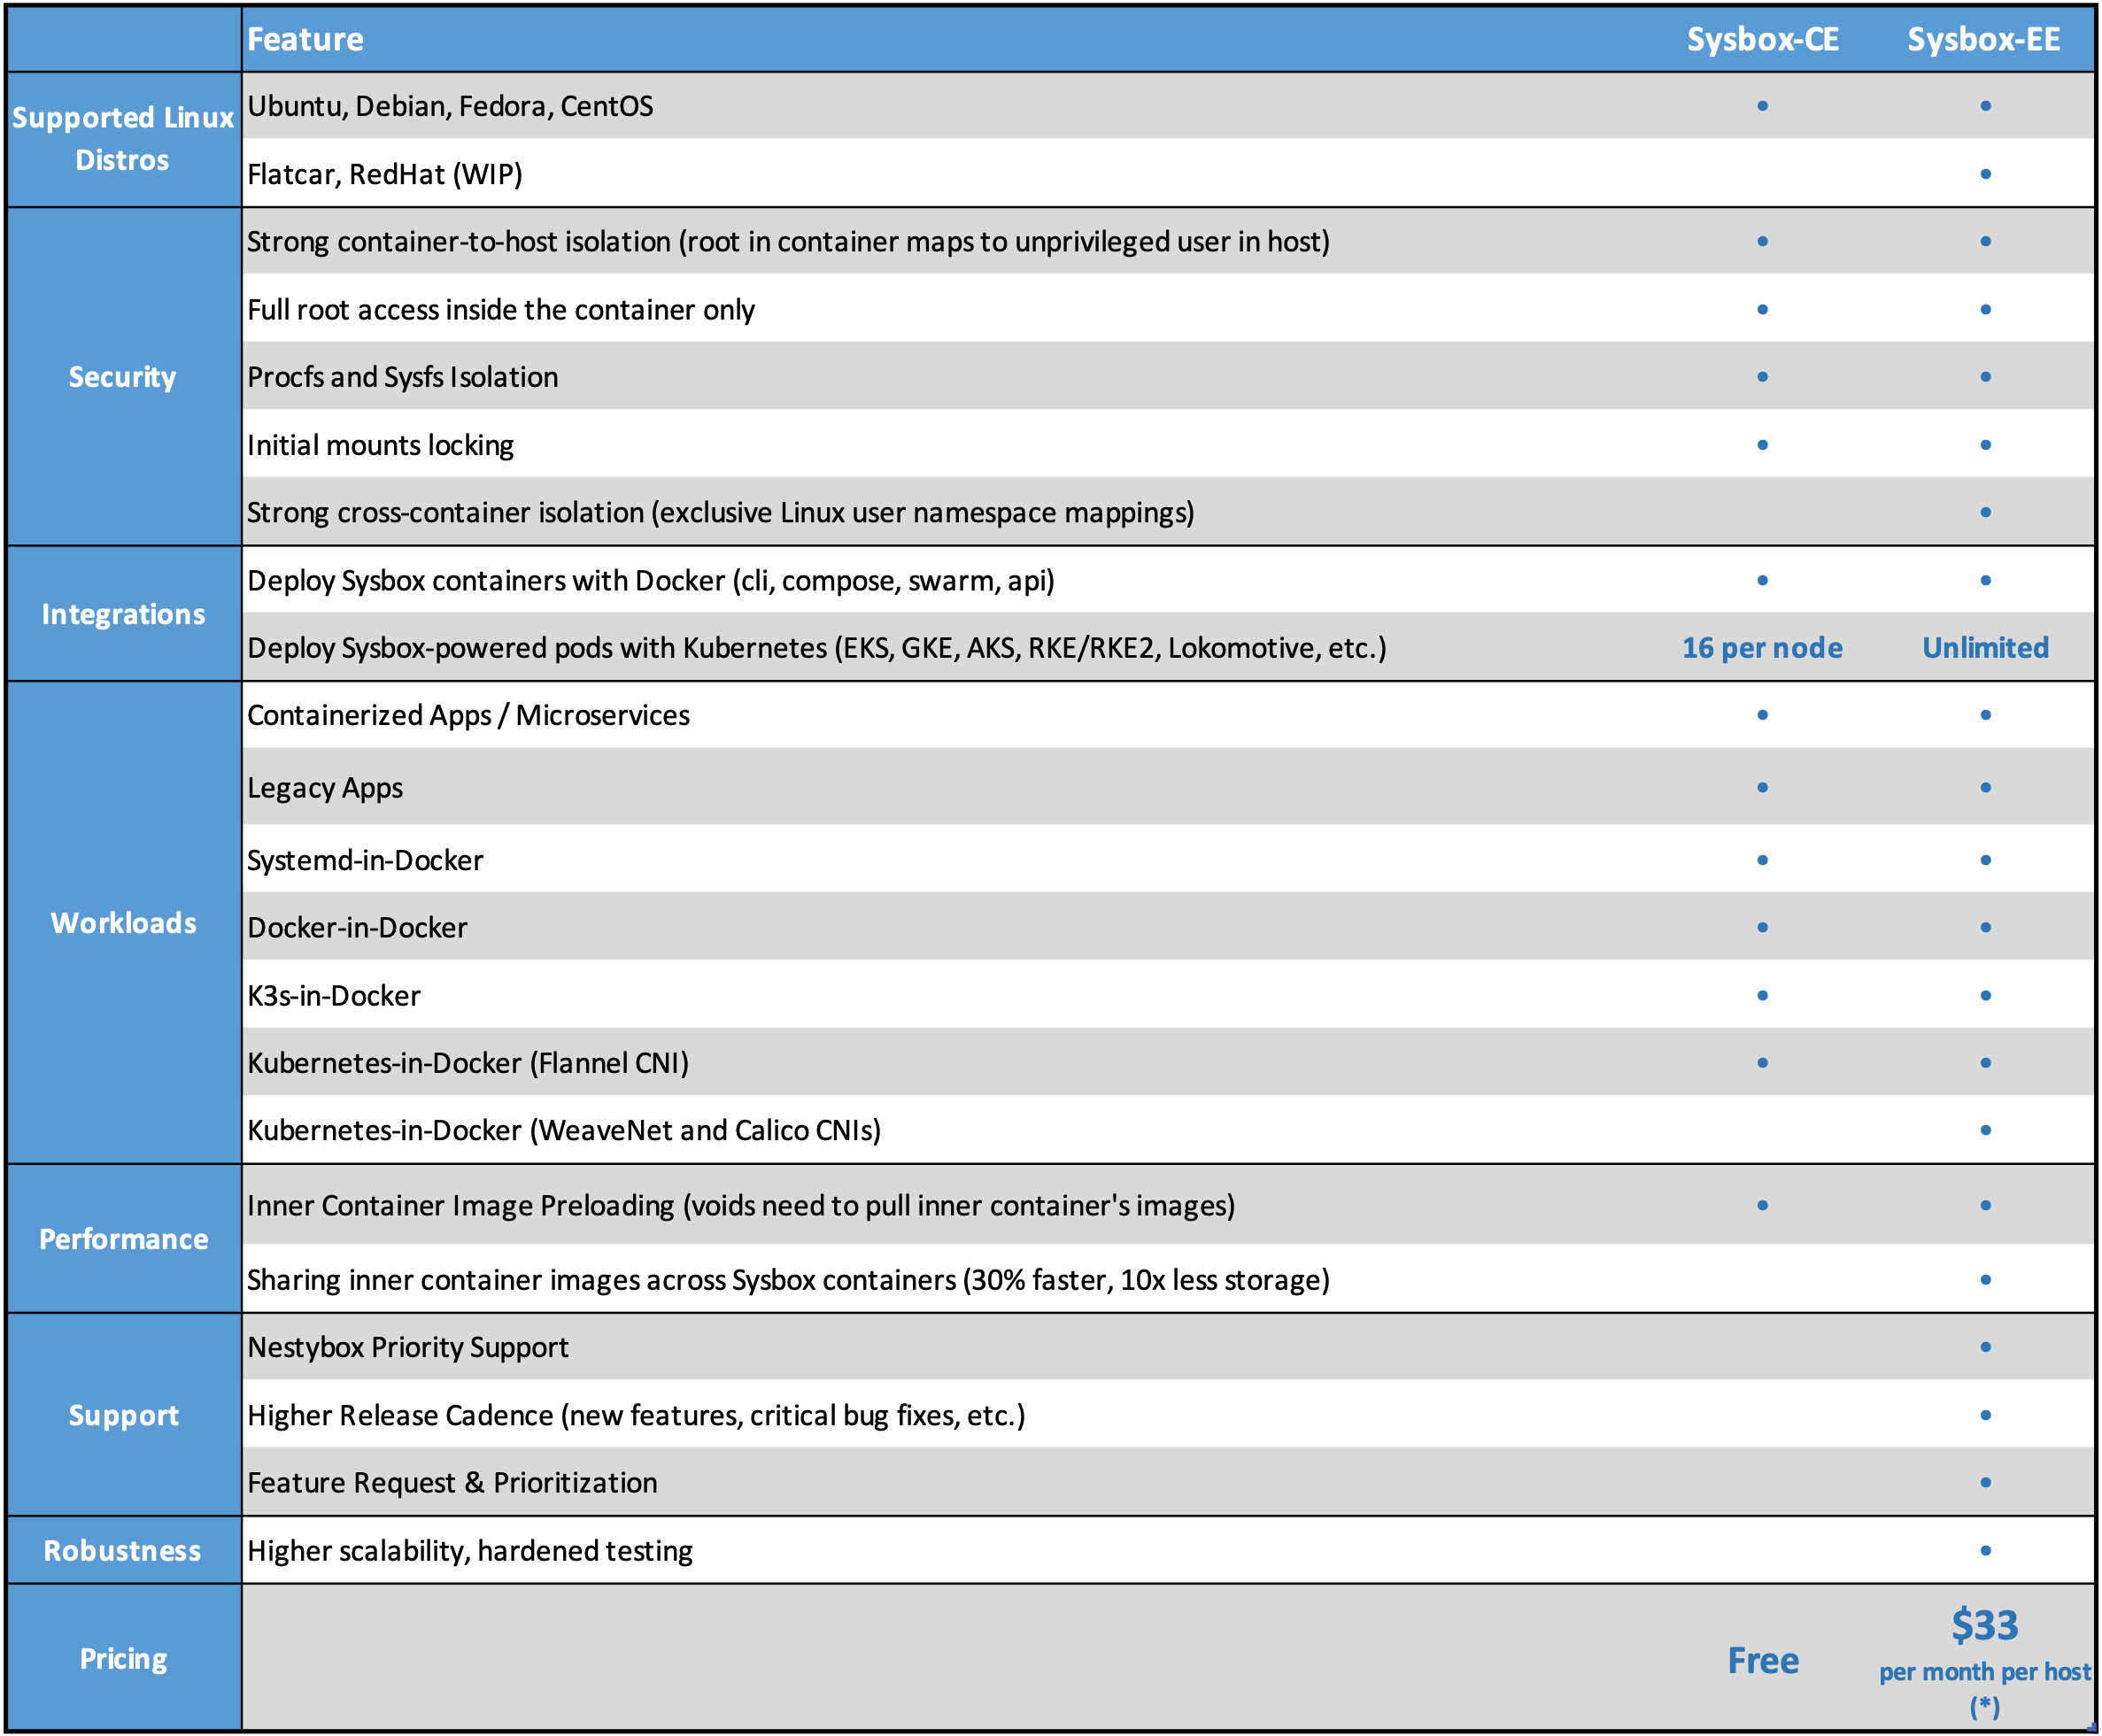 Feature Sysbox-CE Sysbox-EE
Supported Linux Distros
Ubuntu, Debian, Fedora, CentOS • •
Flatcar, RedHat (WIP) •
Security
Strong container-to-host isolation (root in container maps to unprivileged user in host) • •
Full root access inside the container only • •
Procfs and Sysfs Isolation • •
Initial mounts locking • •
Strong cross-container isolation (exclusive Linux user namespace mappings) •
Integrations
Deploy Sysbox containers with Docker (cli, compose, swarm, api) • •
Deploy Sysbox-powered pods with Kubernetes (EKS, GKE, AKS, RKE/RKE2, Lokomotive, etc.) 16 per node Unlimited
Workloads
Containerized Apps / Microservices • •
Legacy Apps • •
Systemd-in-Docker • •
Docker-in-Docker • •
K3s-in-Docker • •
Kubernetes-in-Docker (Flannel CNI) • •
Kubernetes-in-Docker (WeaveNet and Calico CNIs) •
Performance
Inner Container Image Preloading (voids need to pull inner container's images) • •
Sharing inner container images across Sysbox containers (30% faster, 10x less storage) •
Support
Nestybox Priority Support •
Higher Release Cadence (new features, critical bug fixes, etc.) •
Feature Request & Prioritization •
Robustness
Higher scalability, hardened testing •
Pricing
Free
$33
per month per host
(*)